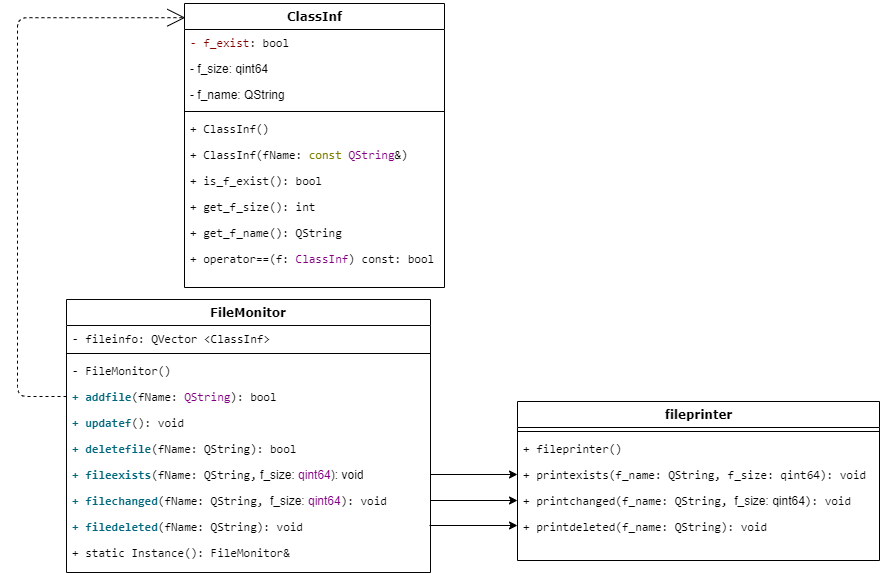 ClassInf
- f_exist: bool
- f_size: qint64
- f_name: QString
+ ClassInf()
+ ClassInf(fName: const QString&)
+ is_f_exist(): bool
+ get_f_size(): int
+ get_f_name(): QString
+ operator==(f: ClassInf) const: bool
FileMonitor
- fileinfo: QVector <ClassInf>
- FileMonitor()
+ addfile(fName: QString): bool
+ updatef(): void
+ deletefile(fName: QString): bool
+ fileexists(fName: QString, f_size: qint64): void
+ filechanged(fName: QString, f_size: qint64): void
+ filedeleted(fName: QString): void
+ static Instance(): FileMonitor&
fileprinter
+ fileprinter()
+ printexists(f_name: QString, f_size: qint64): void
+ printchanged(f_name: QString, f_size: qint64): void
+ printdeleted(f_name: QString): void